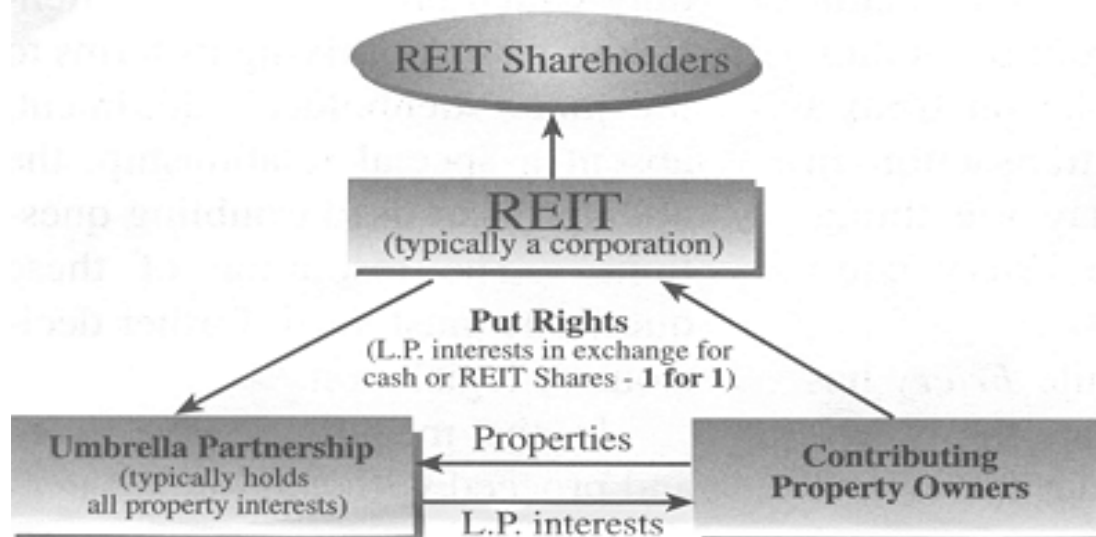 REIT Shareholders
REIT
(typically a corporation)
Put Rights
(L.P. interests in exchange for
cash or REIT Shares - 1 for 1)
Umbrella Partnership
(typically holds
all property interests)
Properties
L.P. interests
Contributing
Property Owners